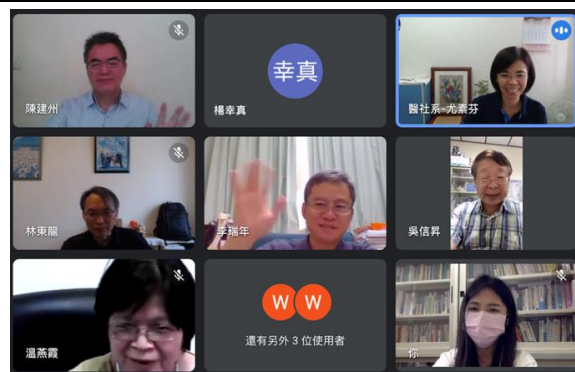 陳建州
幸真
楊幸真
醫社系-尤素芬
林東龍
李瑞年
吳信昇
溫燕霞
W W
還有另外 3 位使用者
你